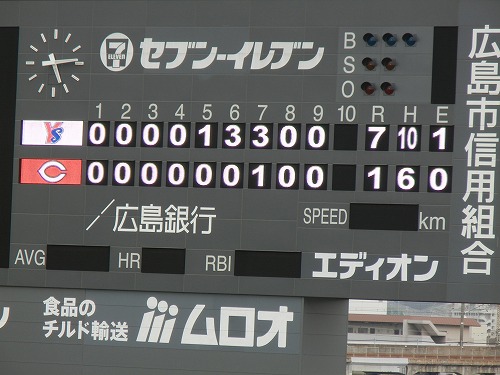 7 ELEVEN セブン-イレブン B
S
O
1 2 3 4 5 6 7 8 9 10 R H E
YS 0 0 0 0 1 3 3 0 0 7 10 1
C 0 0 0 0 0 0 1 0 0 1 6 0
広島銀行 SPEED km
AVG HR RBI エディオン
食品の
チルド輸送 ムロオ
広島市信用組合